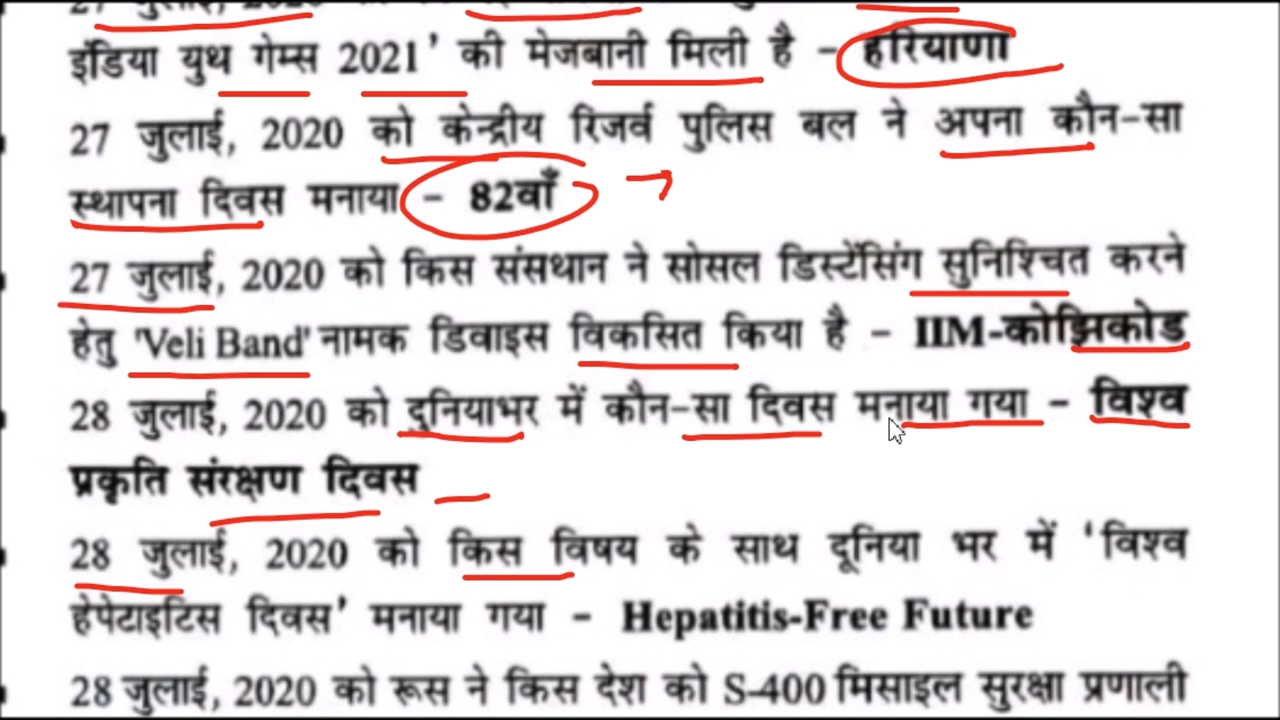 27 जुलाई,
इंडिया युथ गेम्स 2021' की मेजबानी मिली है - हरियाणा
27 जुलाई, 2020 को केन्द्रीय रिजर्व पुलिस बल ने अपना कौन-सा
स्थापना दिवस मनाया - 82वाँ
27 जुलाई, 2020 को किस संसथान ने सोसल डिस्टेंसिंग सुनिश्चित करने
हेतु 'Veli Band' नामक डिवाइस विकसित किया है - IIM-कोझिकोड
28 जुलाई, 2020 को दुनियाभर में कौन-सा दिवस मनाया गया - विश्व
प्रकृति संरक्षण दिवस
28 जुलाई, 2020 को किस विषय के साथ दूनिया भर में 'विश्व
हेपेटाइटिस दिवस' मनाया गया - Hepatitis-Free Future
28 जुलाई, 2020 को रूस ने किस देश को S-400 मिसाइल सुरक्षा प्रणाली